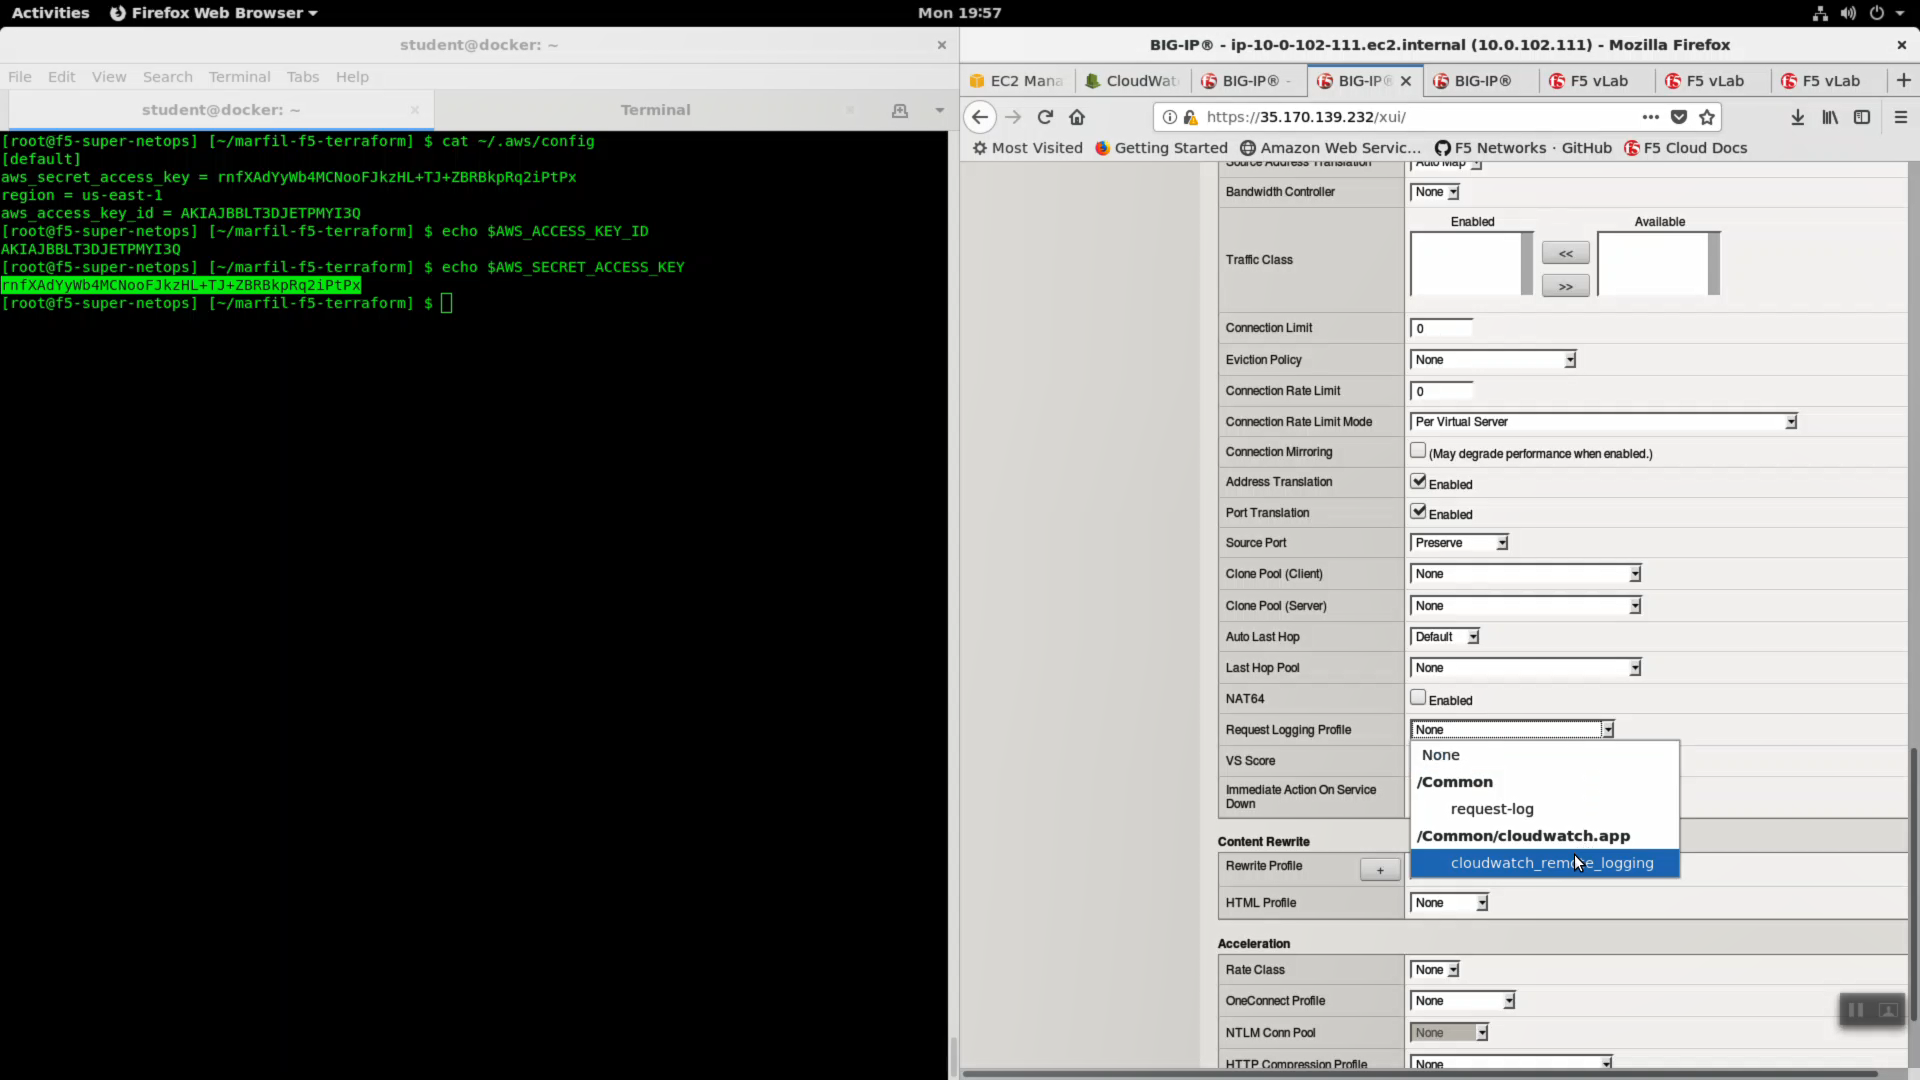 Activities Firefox Web Browser Mon 19:57
student@docker: ~
File Edit View Search Terminal Tabs Help
student@docker: ~ Terminal
[root@f5-super-netops] [~/marfil-f5-terraform] $ cat ~/.aws/config
[default]
aws_secret_access_key = rnfXAdYyWb4MCNooFJkzHL+TJ+ZBRBkpRq2iPtPx
region = us-east-1
aws_access_key_id = AKIAJBBLT3DJETPMYI3Q
[root@f5-super-netops] [~/marfil-f5-terraform] $ echo $AWS_ACCESS_KEY_ID
AKIAJBBLT3DJETPMYI3Q
[root@f5-super-netops] [~/marfil-f5-terraform] $ echo $AWS_SECRET_ACCESS_KEY
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
[root@f5-super-netops] [~/marfil-f5-terraform] $
BIG-IP® - ip-10-0-102-111.ec2.internal (10.0.102.111) - Mozilla Firefox
EC2 Mana CloudWat BIG-IP® - BIG-IP® BIG-IP® F5 vLab F5 vLab F5 vLab
https://35.170.139.232/xui/
Most Visited Getting Started Amazon Web Servic... F5 Networks · GitHub F5 Cloud Docs
Source Address Translation Auto Map
Bandwidth Controller None
Enabled Available
Traffic Class << >>
Connection Limit 0
Eviction Policy None
Connection Rate Limit 0
Connection Rate Limit Mode Per Virtual Server
Connection Mirroring (May degrade performance when enabled.)
Address Translation Enabled
Port Translation Enabled
Source Port Preserve
Clone Pool (Client) None
Clone Pool (Server) None
Auto Last Hop Default
Last Hop Pool None
NAT64 Enabled
Request Logging Profile None
None
/Common
request-log
/Common/cloudwatch.app
cloudwatch_remote_logging
VS Score
Immediate Action On Service
Down
Content Rewrite
Rewrite Profile +
HTML Profile None
Acceleration
Rate Class None
OneConnect Profile None
NTLM Conn Pool None
HTTP Compression Profile None